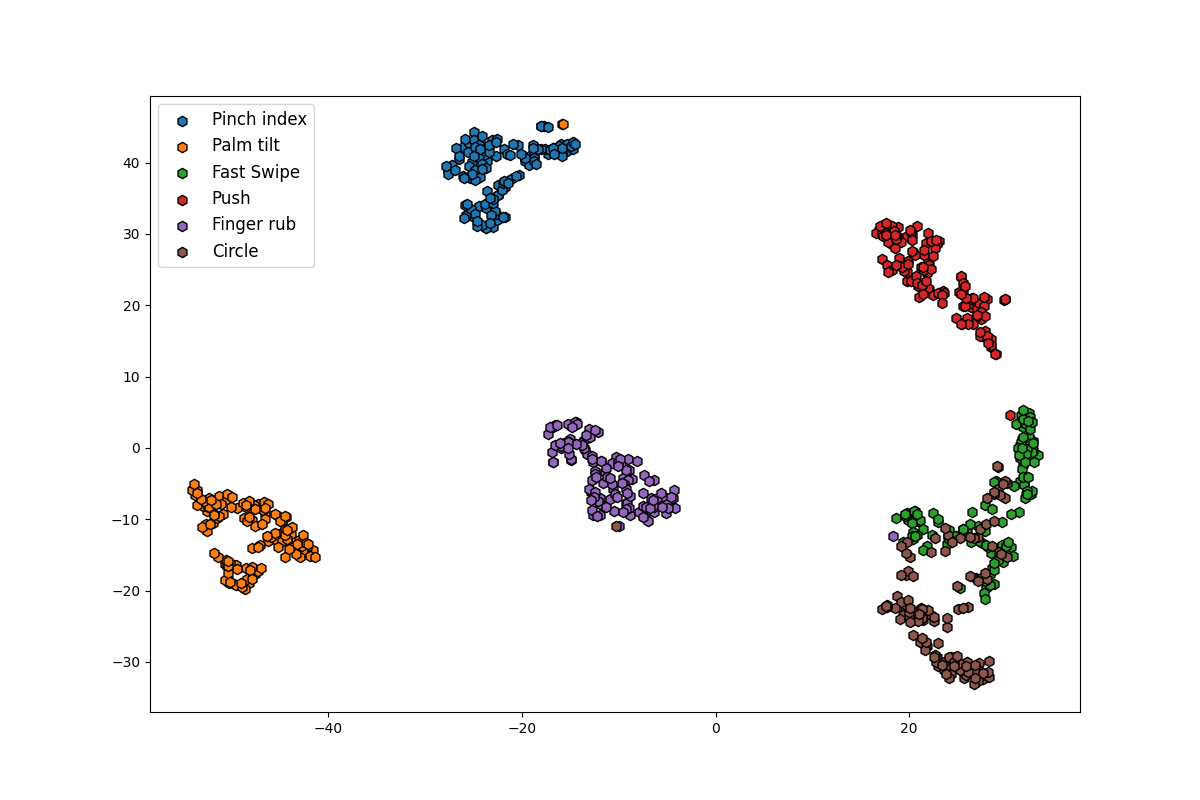 Pinch index
Palm tilt
Fast Swipe
Push
Finger rub
Circle
40
30
20
10
0
−10
−20
−30
−40
−20
0
20